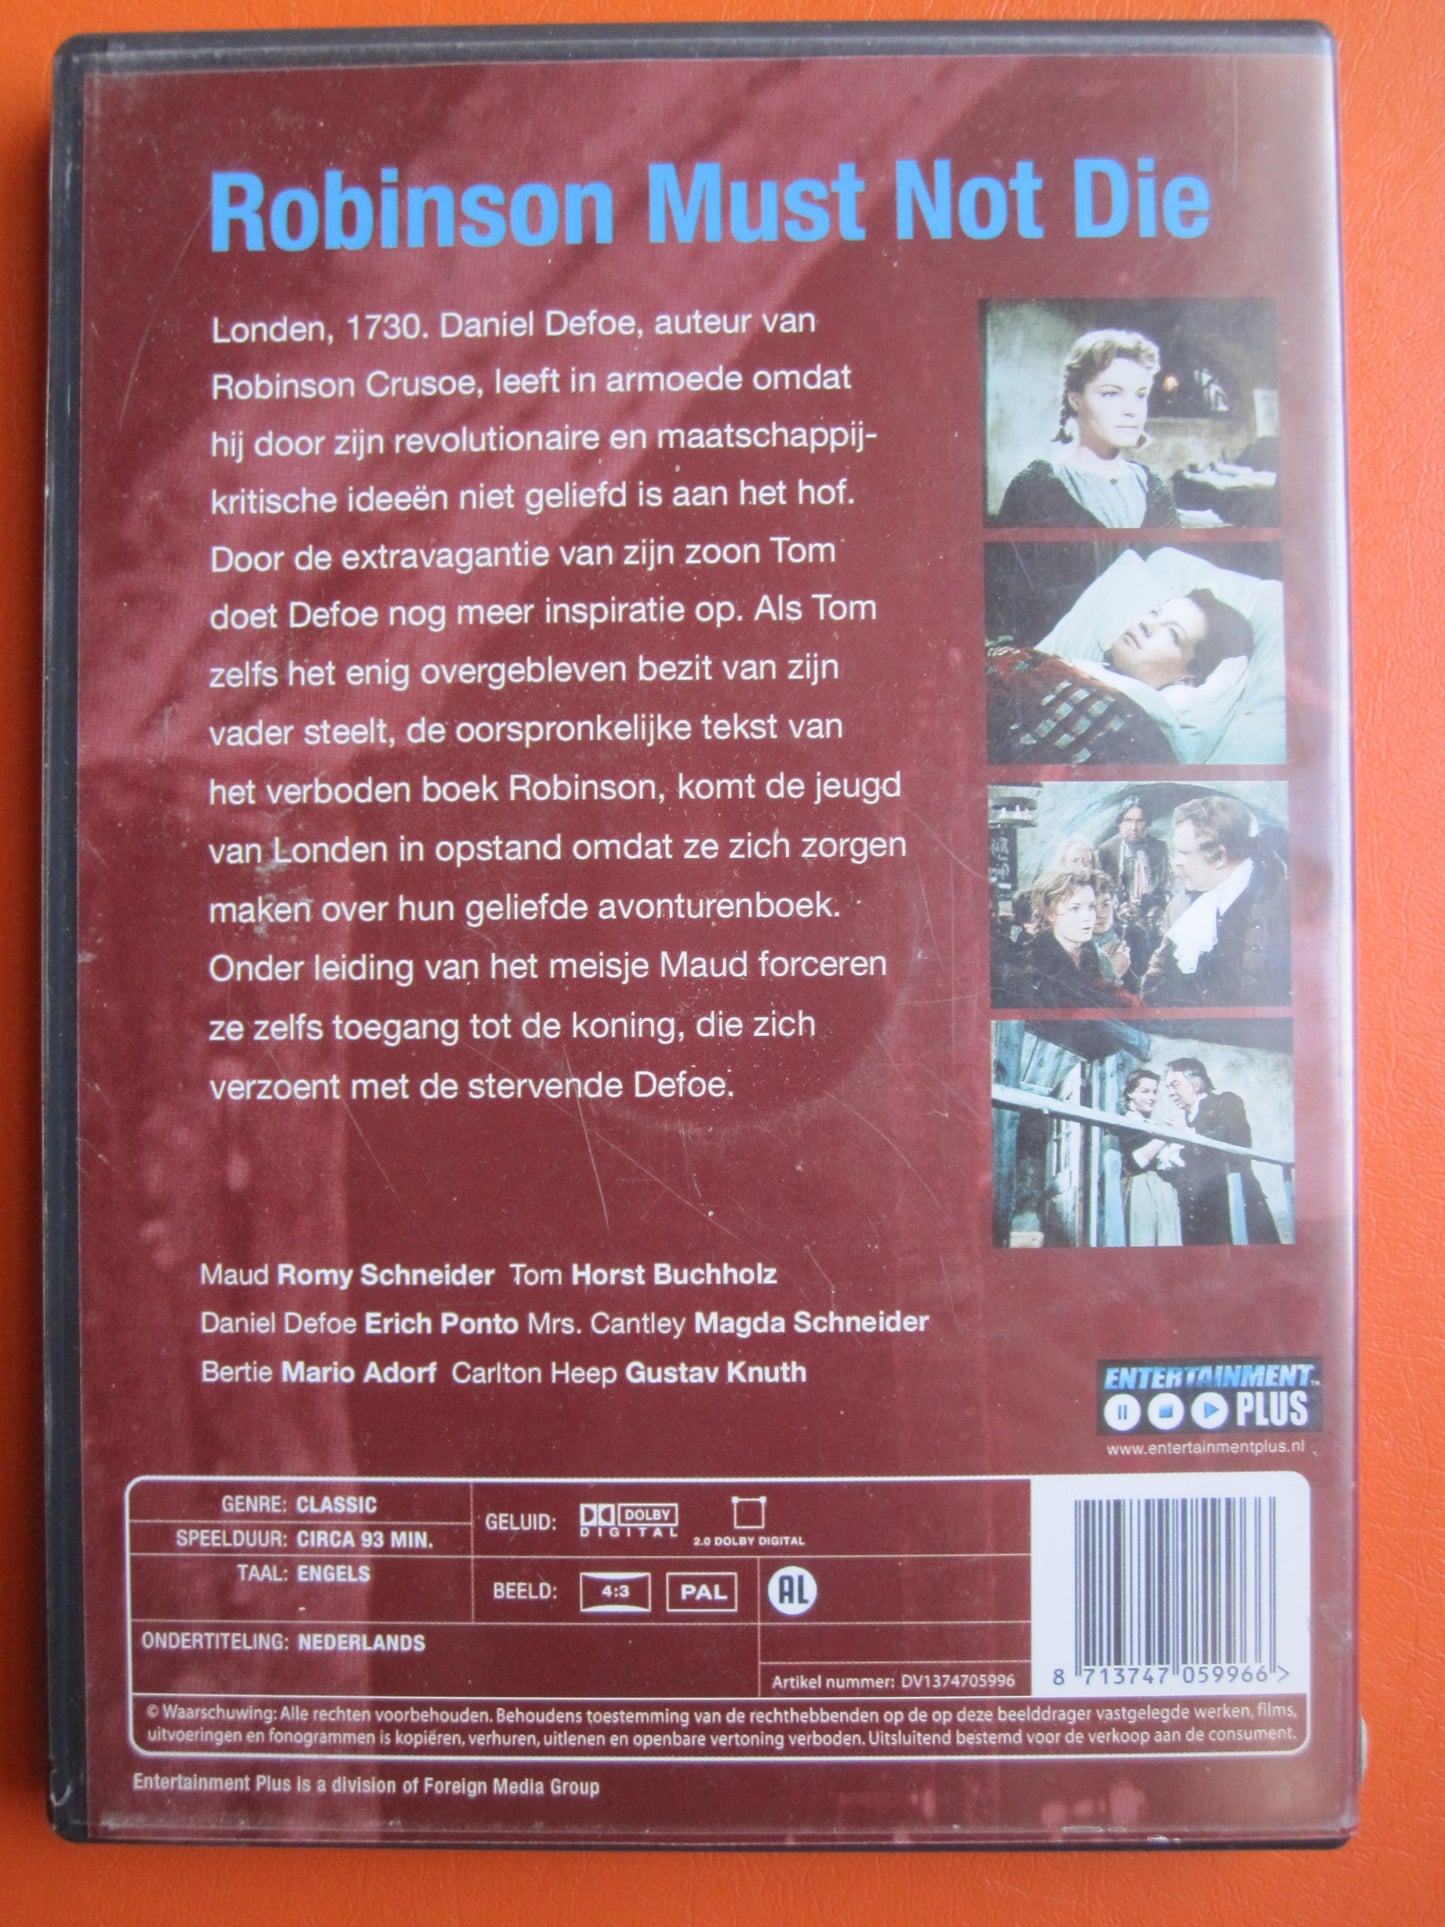 Robinson Must Not Die
Londen, 1730. Daniel Defoe, auteur van
Robinson Crusoe, leeft in armoede omdat
hij door zijn revolutionaire en maatschappij-
kritische ideeën niet geliefd is aan het hof.
Door de extravagantie van zijn zoon Tom
doet Defoe nog meer inspiratie op. Als Tom
zelfs het enig overgebleven bezit van zijn
vader steelt, de oorspronkelijke tekst van
het verboden boek Robinson, komt de jeugd
van Londen in opstand omdat ze zich zorgen
maken over hun geliefde avonturenboek.
Onder leiding van het meisje Maud forceren
ze zelfs toegang tot de koning, die zich
verzoent met de stervende Defoe.
Maud Romy Schneider Tom Horst Buchholz
Daniel Defoe Erich Ponto Mrs. Cantley Magda Schneider
Bertie Mario Adorf Carlton Heep Gustav Knuth
ENTERTAINMENT™
PLUS
www.entertainmentplus.nl
GENRE: CLASSIC
SPEELDUUR: CIRCA 93 MIN.
TAAL: ENGELS
-
ONDERTITELING: NEDERLANDS
GELUID: DOLBY DIGITAL 2.0 DOLBY DIGITAL
BEELD: 4:3 PAL AL
Artikel nummer: DV1374705996
8 713747 059966 >
© Waarschuwing: Alle rechten voorbehouden. Behoudens toestemming van de rechthebbenden op de op deze beelddrager vastgelegde werken, films,
uitvoeringen en fonogrammen is kopiëren, verhuren, uitlenen en openbare vertoning verboden. Uitsluitend bestemd voor de verkoop aan de consument.
Entertainment Plus is a division of Foreign Media Group